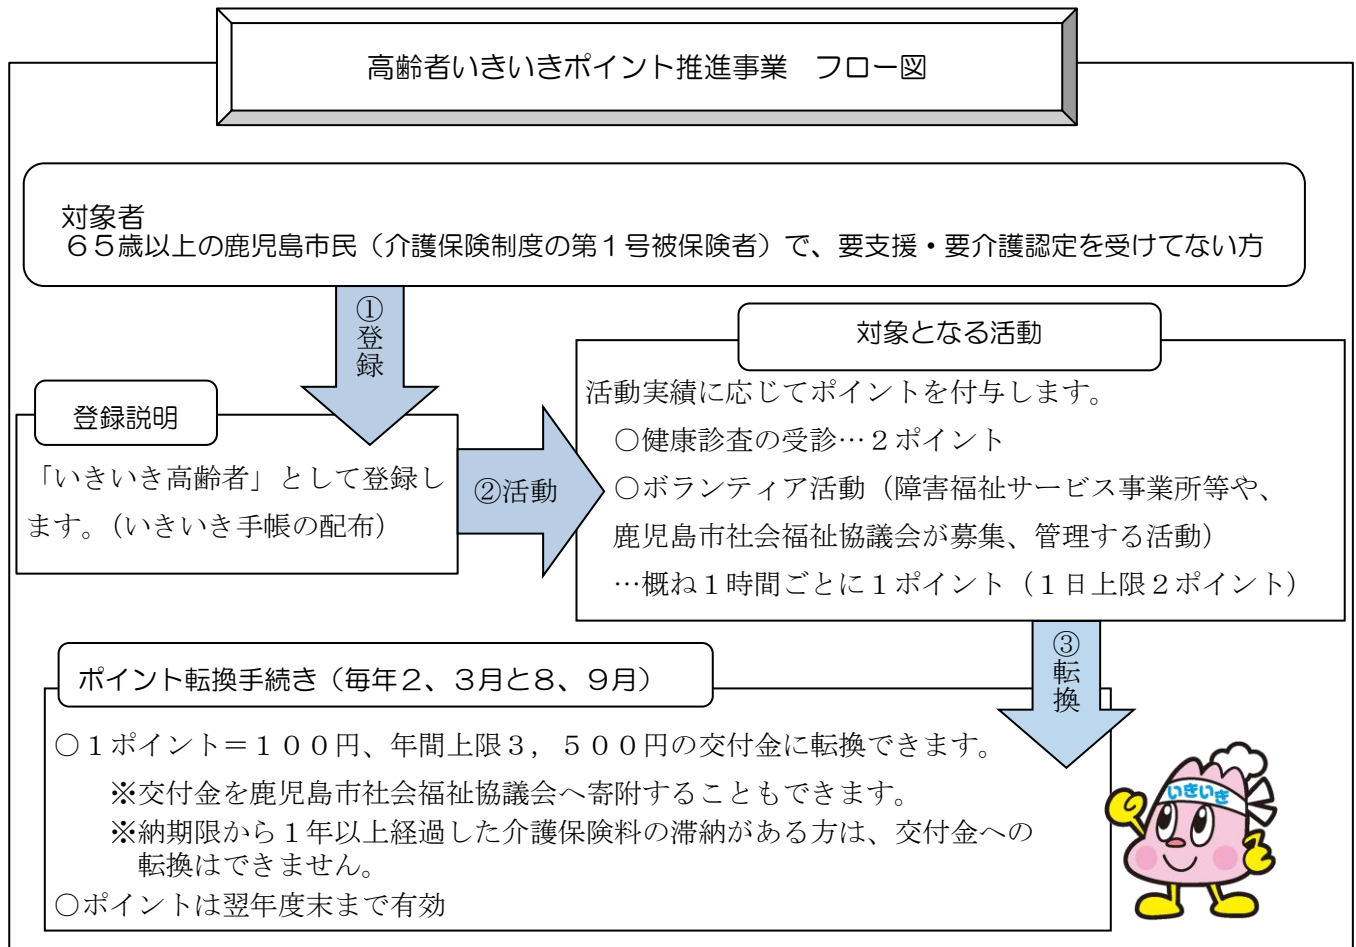 高齢者いきいきポイント推進事業　フロー図
対象者
６５歳以上の鹿児島市民（介護保険制度の第１号被保険者）で、要支援・要介護認定を受けてない方
①登録
登録説明
「いきいき高齢者」として登録し
ます。（いきいき手帳の配布）
②活動
対象となる活動
活動実績に応じてポイントを付与します。
○健康診査の受診…２ポイント
○ボランティア活動（障害福祉サービス事業所等や、
鹿児島市社会福祉協議会が募集、管理する活動）
…概ね１時間ごとに１ポイント（１日上限２ポイント）
③転換
ポイント転換手続き（毎年２、３月と８、９月）
○１ポイント＝１００円、年間上限３，５００円の交付金に転換できます。
※交付金を鹿児島市社会福祉協議会へ寄附することもできます。
※納期限から１年以上経過した介護保険料の滞納がある方は、交付金への
転換はできません。
○ポイントは翌年度末まで有効
いきいき